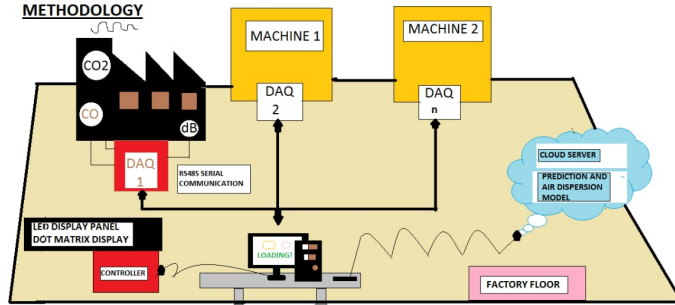 METHODOLOGY
CO2
CO
dB
MACHINE 1
MACHINE 2
DAQ
1
DAQ
2
DAQ
n
RS485 SERIAL
COMMUNICATION
CLOUD SERVER
PREDICTION AND
AIR DISPERSION
MODEL
LED DISPLAY PANEL
DOT MATRIX DISPLAY
CONTROLLER
LOADING!
FACTORY FLOOR